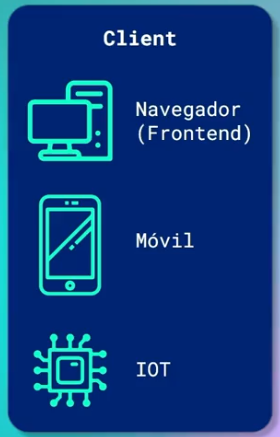 Client
Navegador
(Frontend)
Móvil
IOT